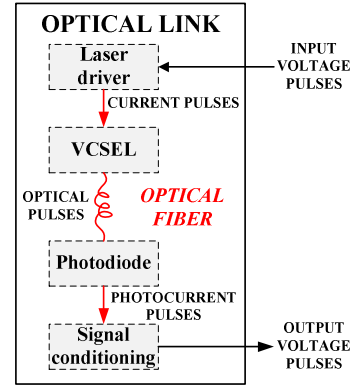 OPTICAL LINK
Laser
driver
INPUT
VOLTAGE
PULSES
CURRENT PULSES
VCSEL
OPTICAL
PULSES
OPTICAL
FIBER
Photodiode
PHOTOCURRENT
PULSES
Signal
conditioning
OUTPUT
VOLTAGE
PULSES